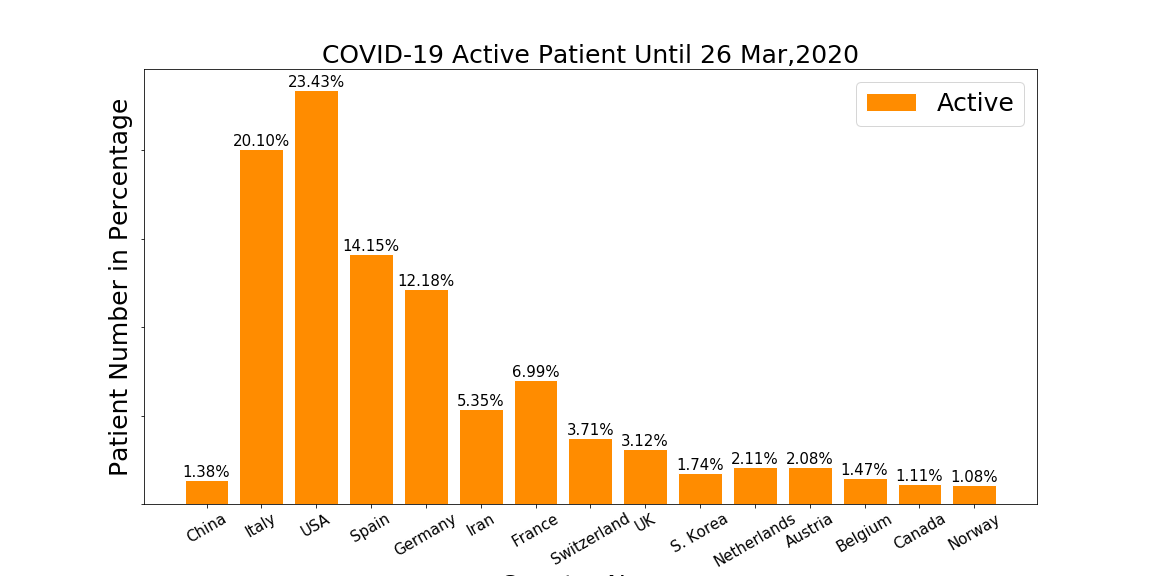 COVID-19 Active Patient Until 26 Mar,2020
Patient Number in Percentage
Active
1.38%
20.10%
23.43%
14.15%
12.18%
5.35%
6.99%
3.71%
3.12%
1.74%
2.11%
2.08%
1.47%
1.11%
1.08%
China
Italy
USA
Spain
Germany
Iran
France
Switzerland
UK
S. Korea
Netherlands
Austria
Belgium
Canada
Norway